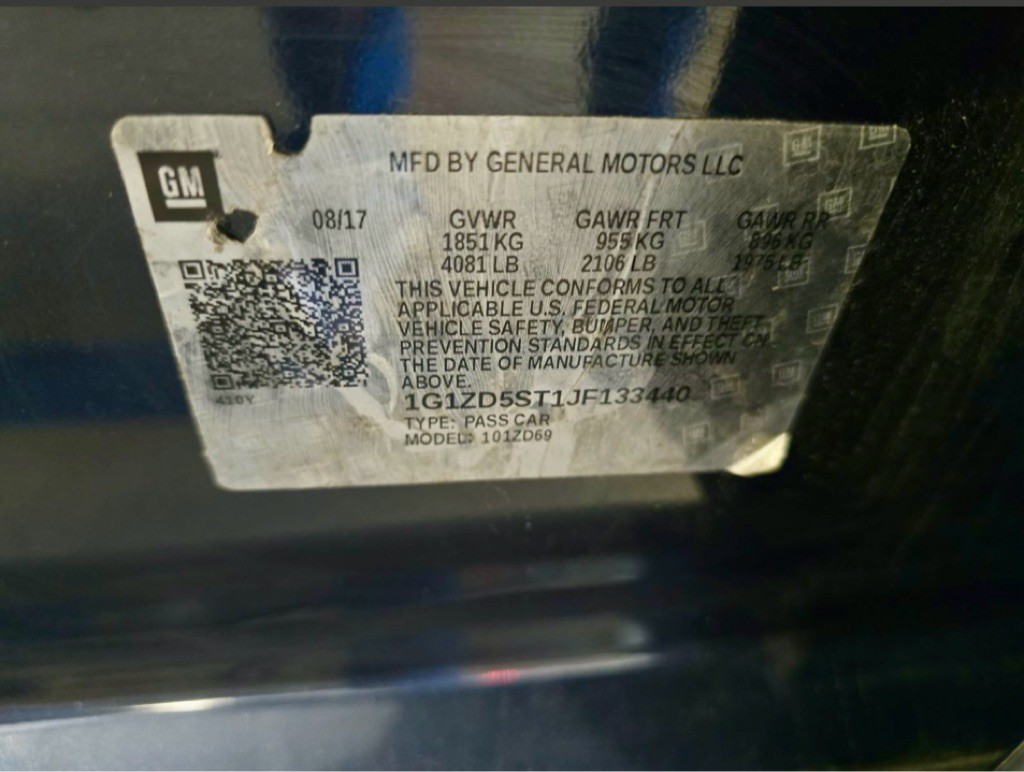 GM
MFD BY GENERAL MOTORS LLC
08/17 GVWR GAWR FRT GAWR RR
1851 KG 955 KG 896 KG
4081 LB 2106 LB 1975 LB
THIS VEHICLE CONFORMS TO ALL
APPLICABLE U.S. FEDERAL MOTOR
VEHICLE SAFETY, BUMPER, AND THEFT
PREVENTION STANDARDS IN EFFECT ON
THE DATE OF MANUFACTURE SHOWN
ABOVE.
410Y
1G1ZD5ST1JF133440
TYPE: PASS CAR
MODEL: 101ZD69